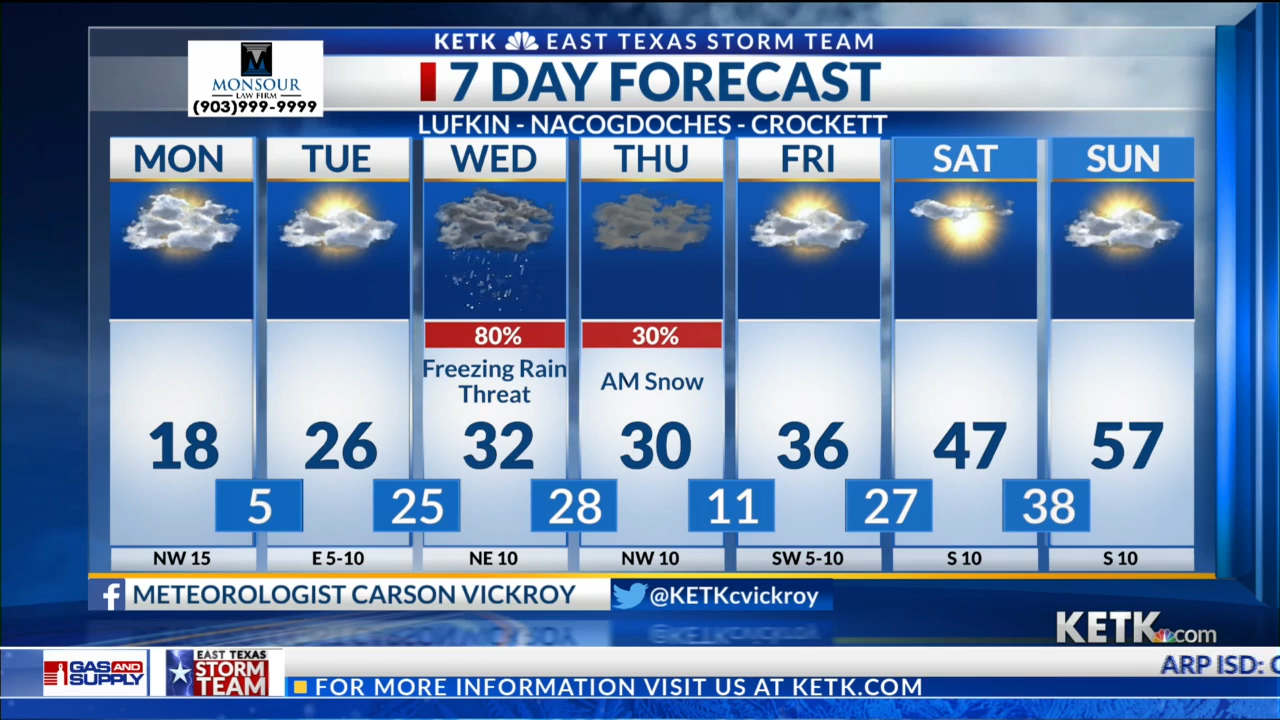 KETK EAST TEXAS STORM TEAM
MONSOUR
LAW FIRM
(903)999-9999
7 DAY FORECAST
LUFKIN - NACOGDOCHES - CROCKETT
MON TUE WED THU FRI SAT SUN
80% 30%
Freezing Rain
Threat
AM Snow
18 26 32 30 36 47 57
5 25 28 11 27 38
NW 15 E 5-10 NE 10 NW 10 SW 5-10 S 10 S 10
f METEOROLOGIST CARSON VICKROY @KETKcvickroy
KETK.com
GAS AND
SUPPLY
EAST TEXAS
STORM
TEAM
ARP ISD:
FOR MORE INFORMATION VISIT US AT KETK.COM